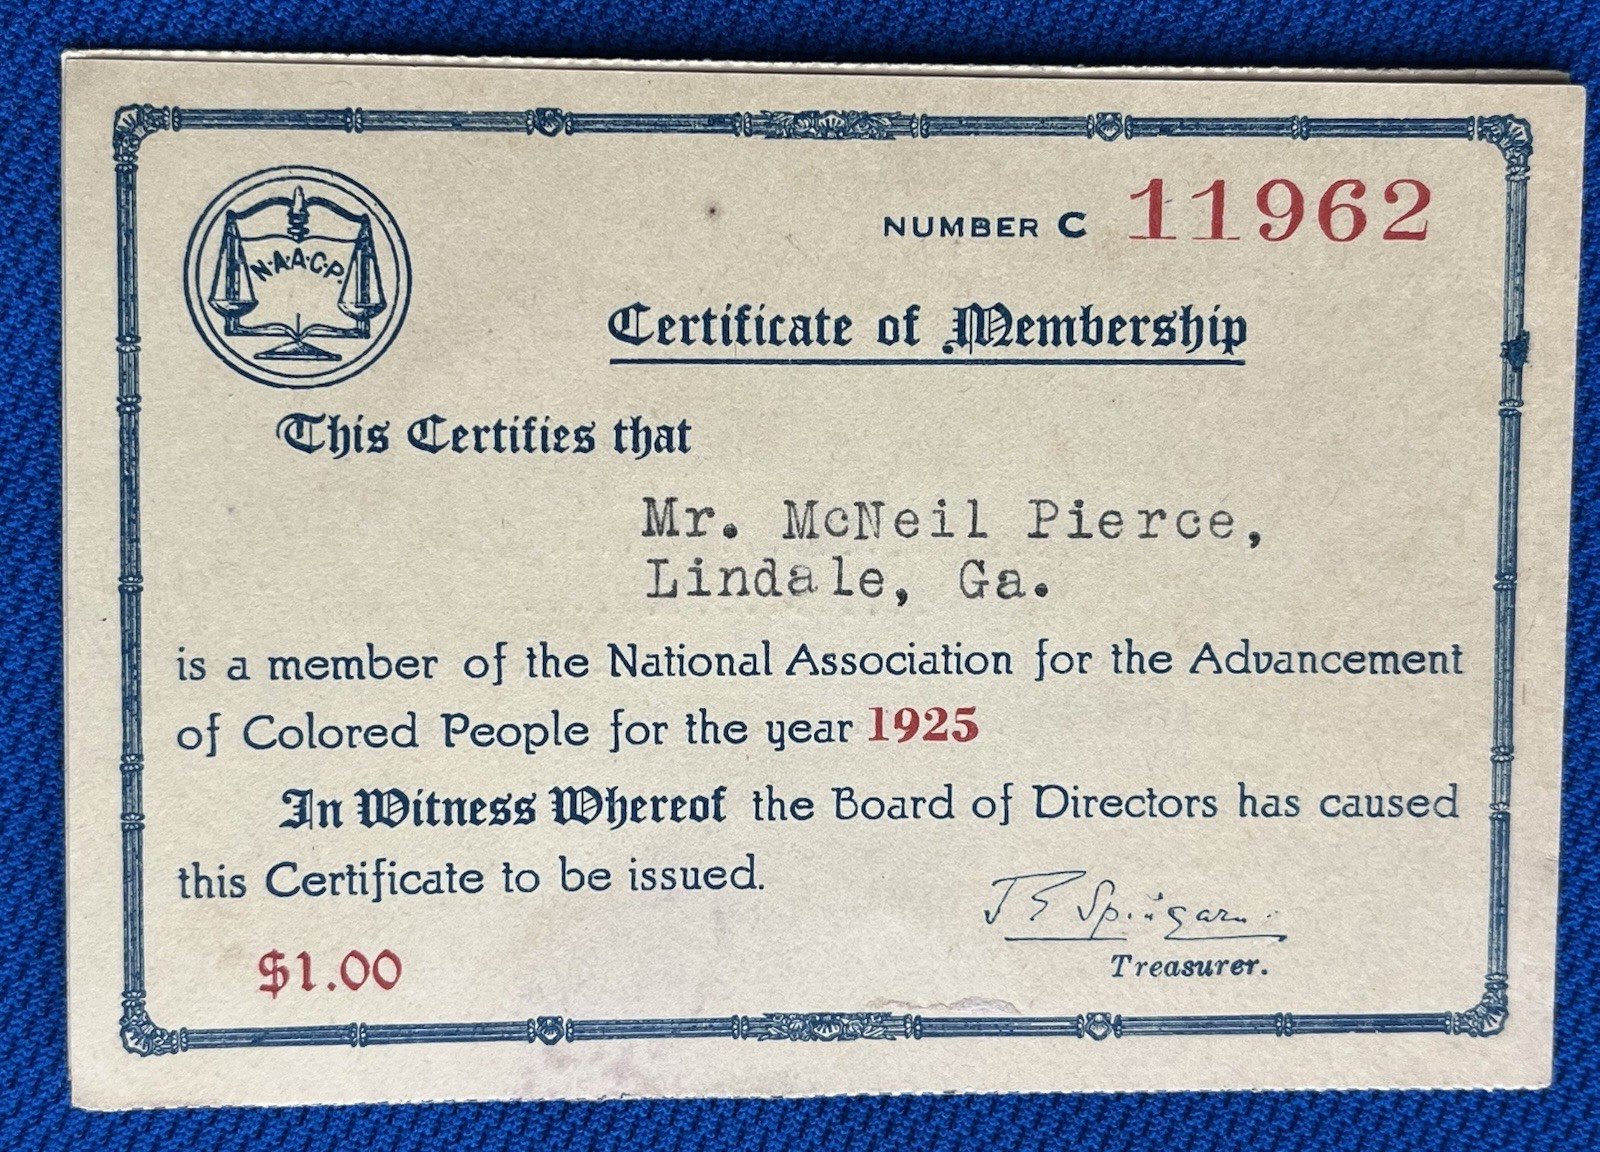 N·A·A·C·P·
NUMBER C 11962
Certificate of Membership
This Certifies that
Mr. McNeil Pierce,
Lindale, Ga.
is a member of the National Association for the Advancement
of Colored People for the year 1925
In Witness Whereof the Board of Directors has caused
this Certificate to be issued.
J E Spingarn
Treasurer.
$1.00